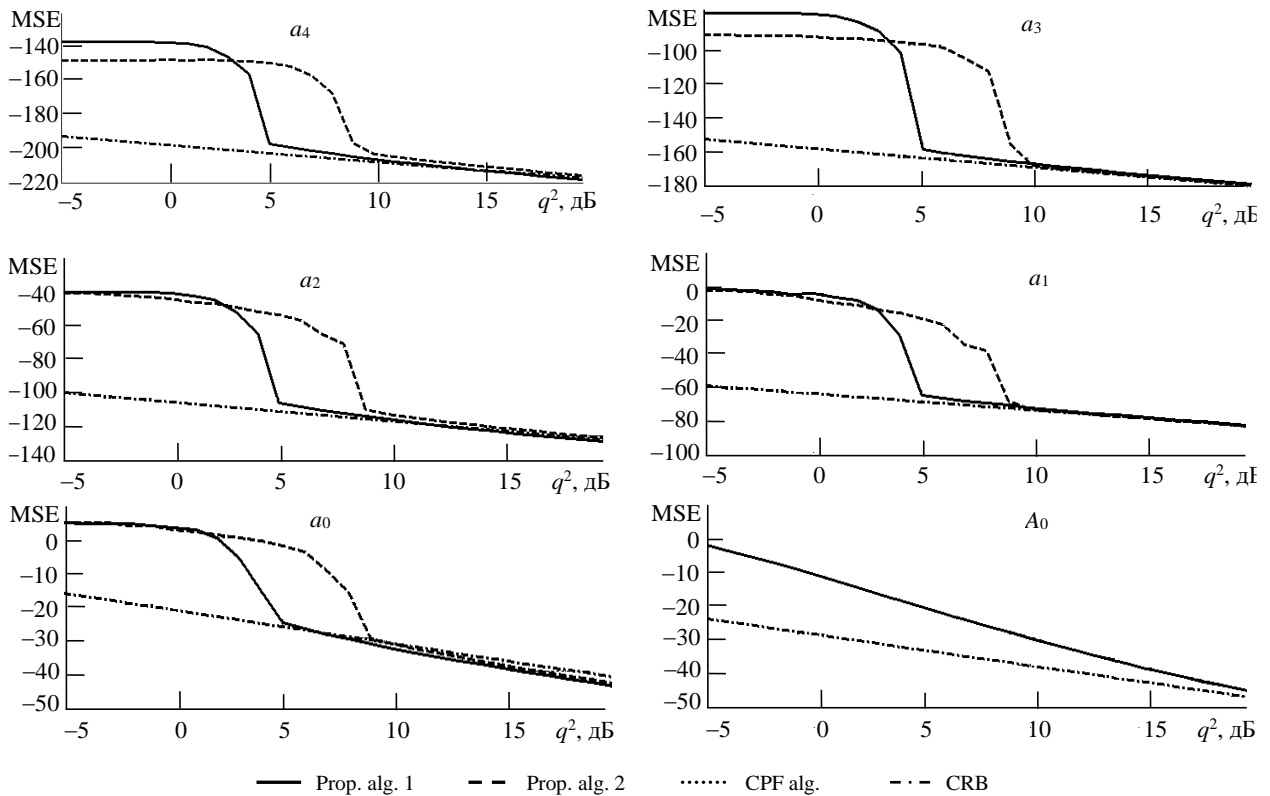 MSE
a4
−140
−160
−180
−200
−220
−5 0 5 10 15 q², дБ
MSE
a3
−100
−120
−140
−160
−180
−5 0 5 10 15 q², дБ
MSE
a2
−40
−60
−80
−100
−120
−140
−5 0 5 10 15 q², дБ
MSE
a1
0
−20
−40
−60
−80
−100
−5 0 5 10 15 q², дБ
MSE
a0
0
−10
−20
−30
−40
−50
−5 0 5 10 15 q², дБ
MSE
A0
0
−10
−20
−30
−40
−50
−5 0 5 10 15 q², дБ
Prop. alg. 1 Prop. alg. 2 CPF alg. CRB